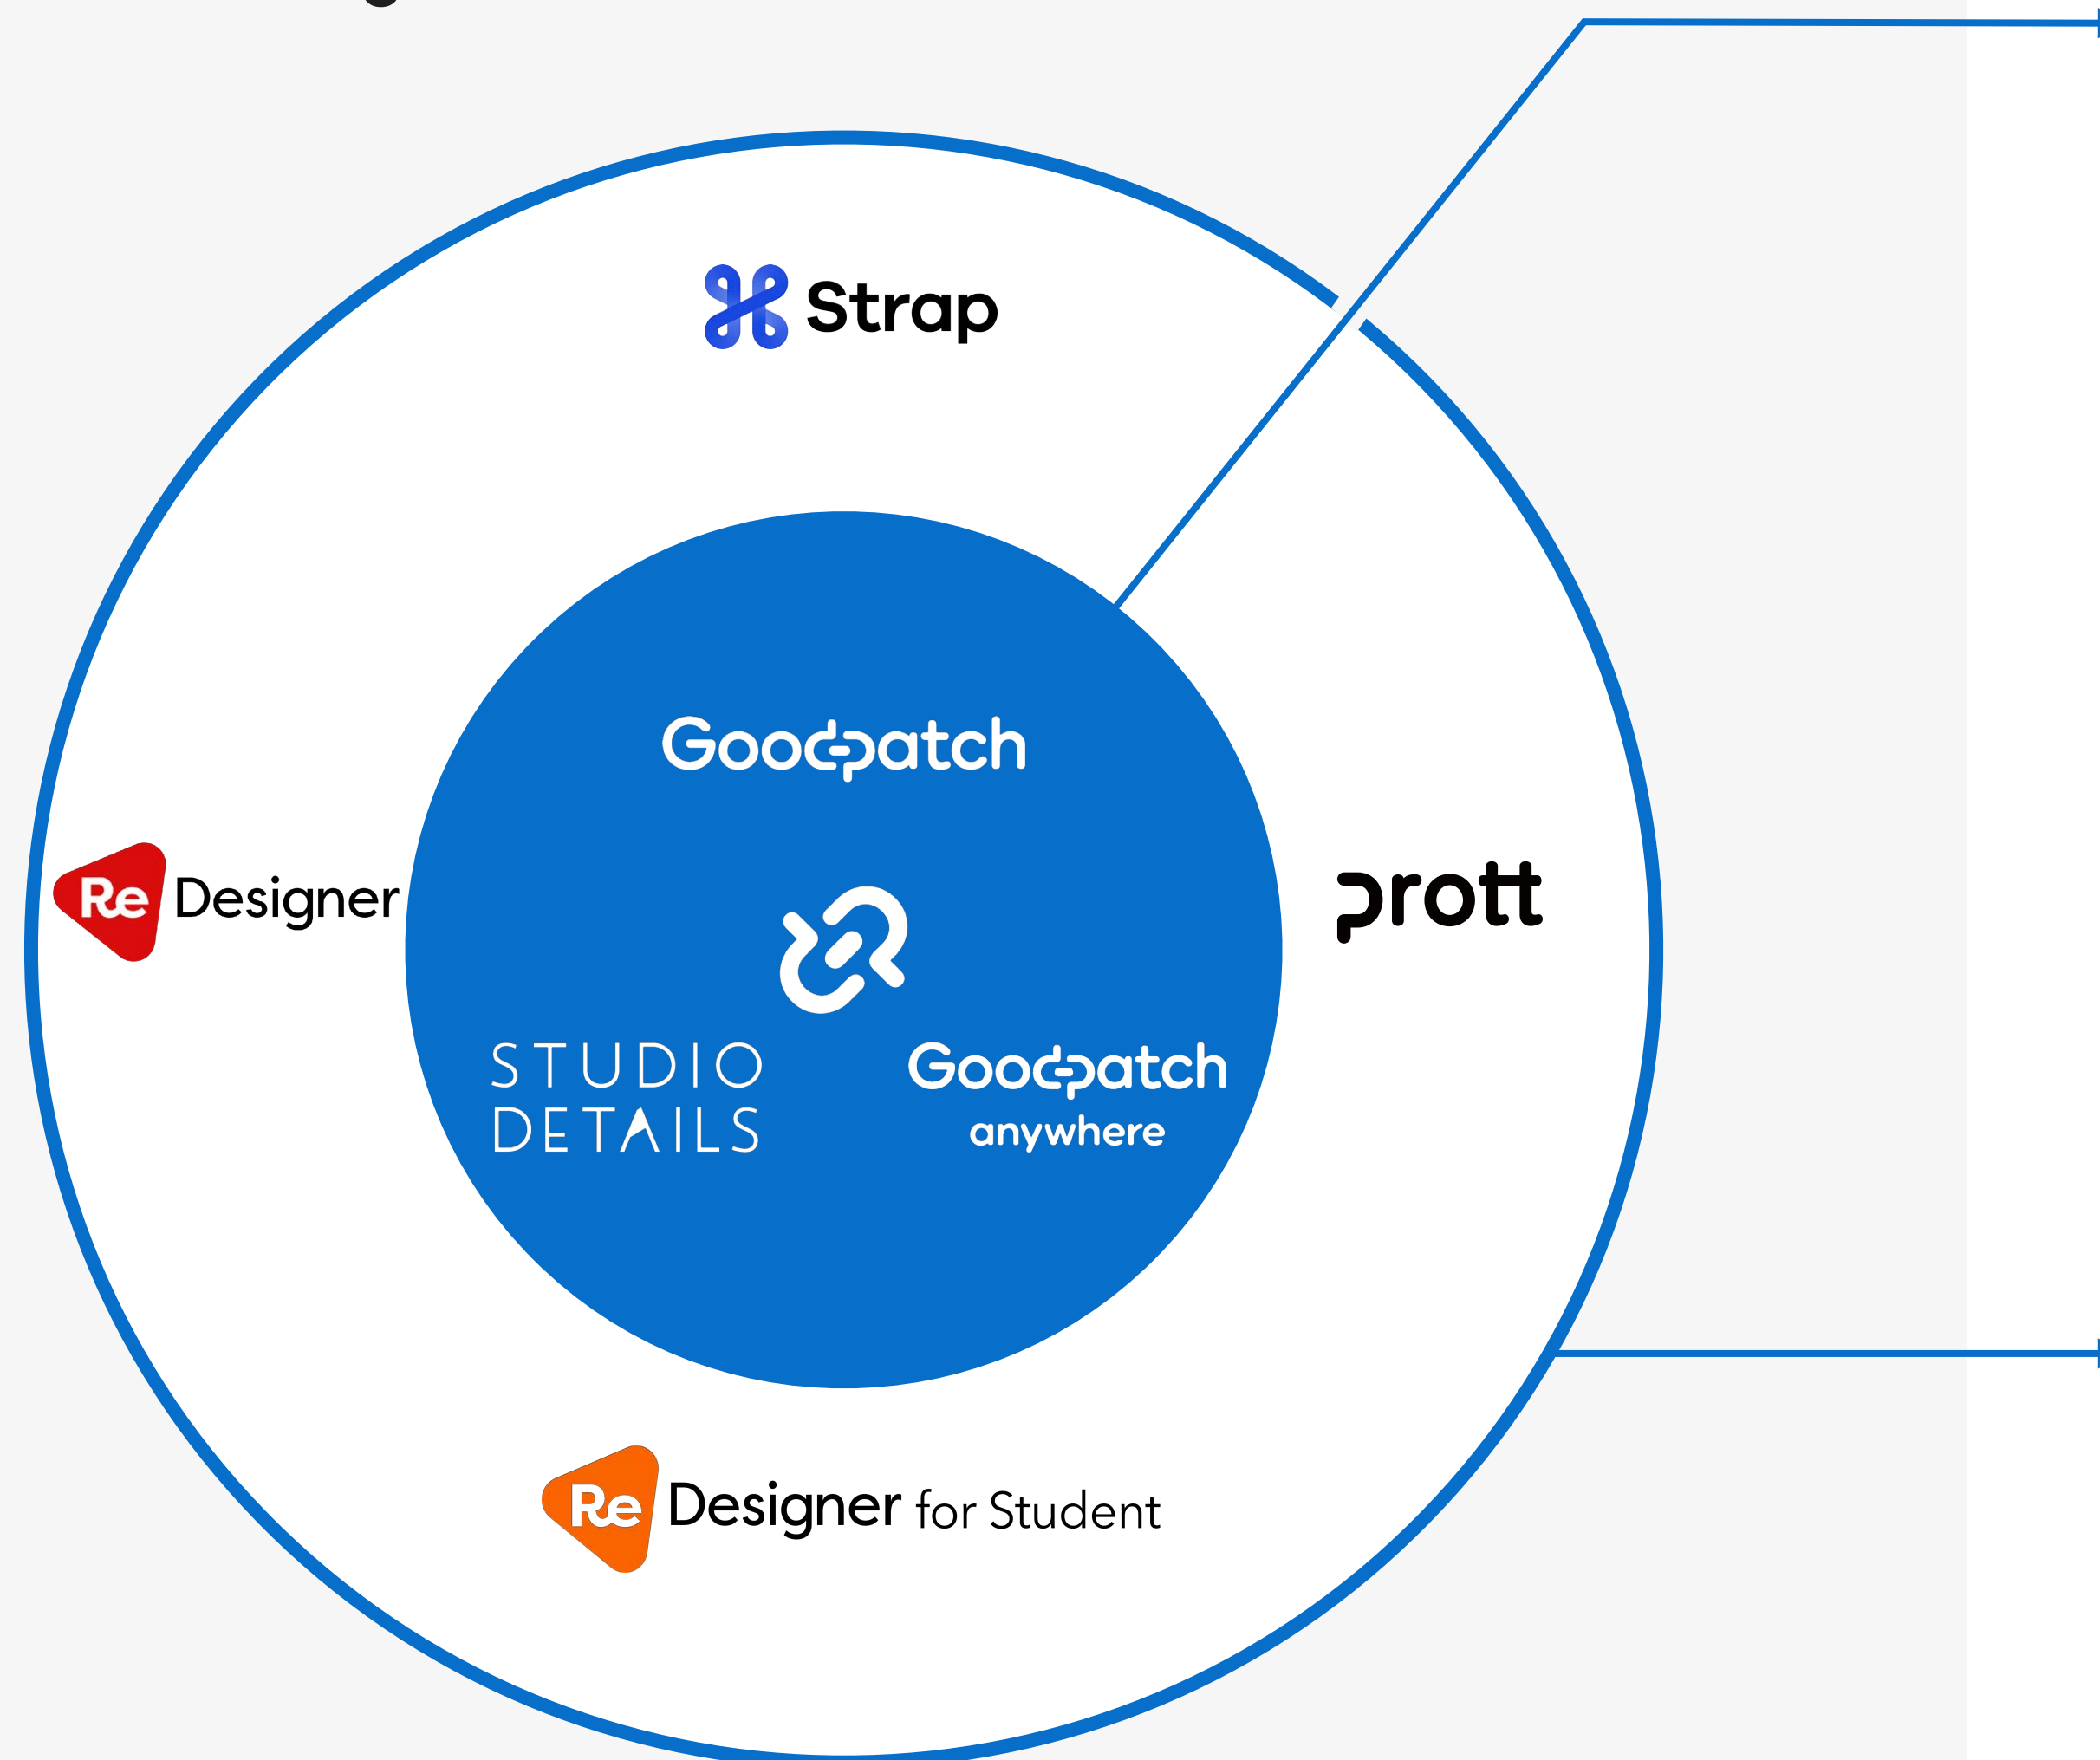 Strap
Goodpatch
Re Designer
prott
STUDIO
DETAILS
Goodpatch
anywhere
Re Designer for Student